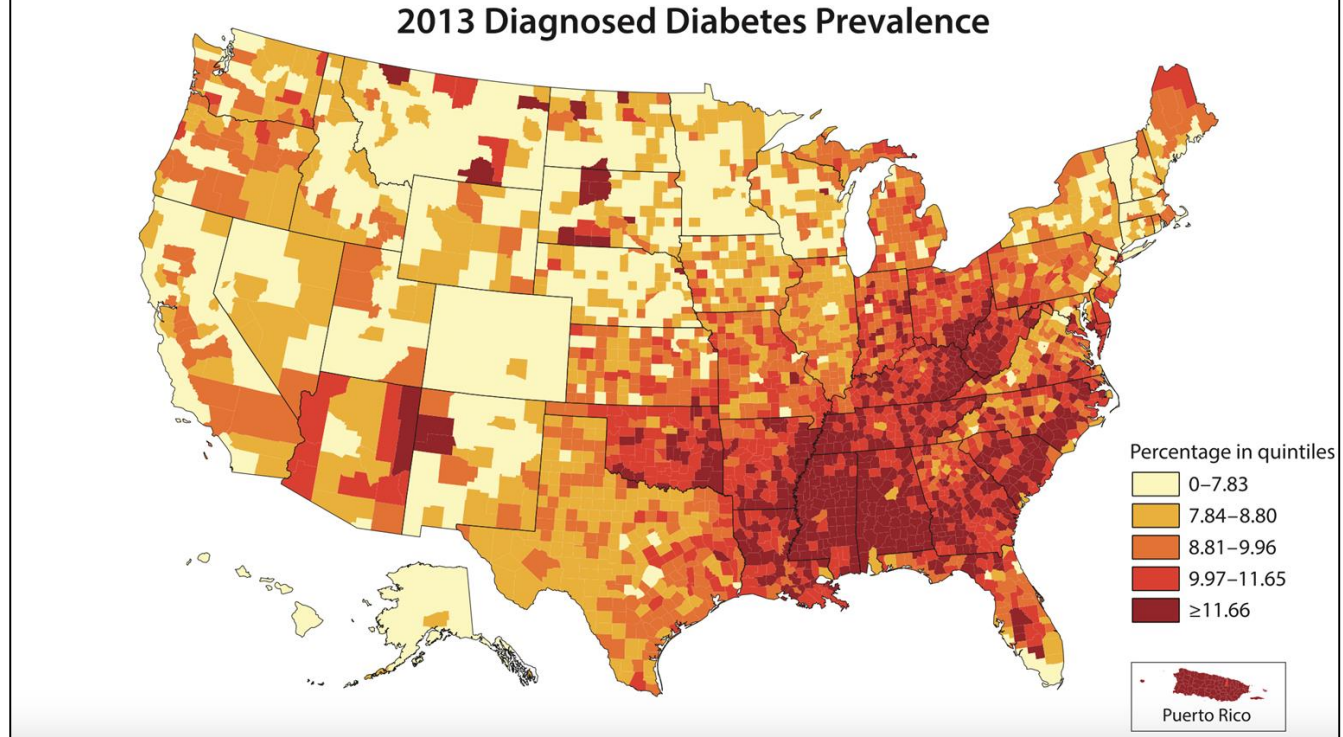 2013 Diagnosed Diabetes Prevalence
Percentage in quintiles
0–7.83
7.84–8.80
8.81–9.96
9.97–11.65
≥11.66
Puerto Rico